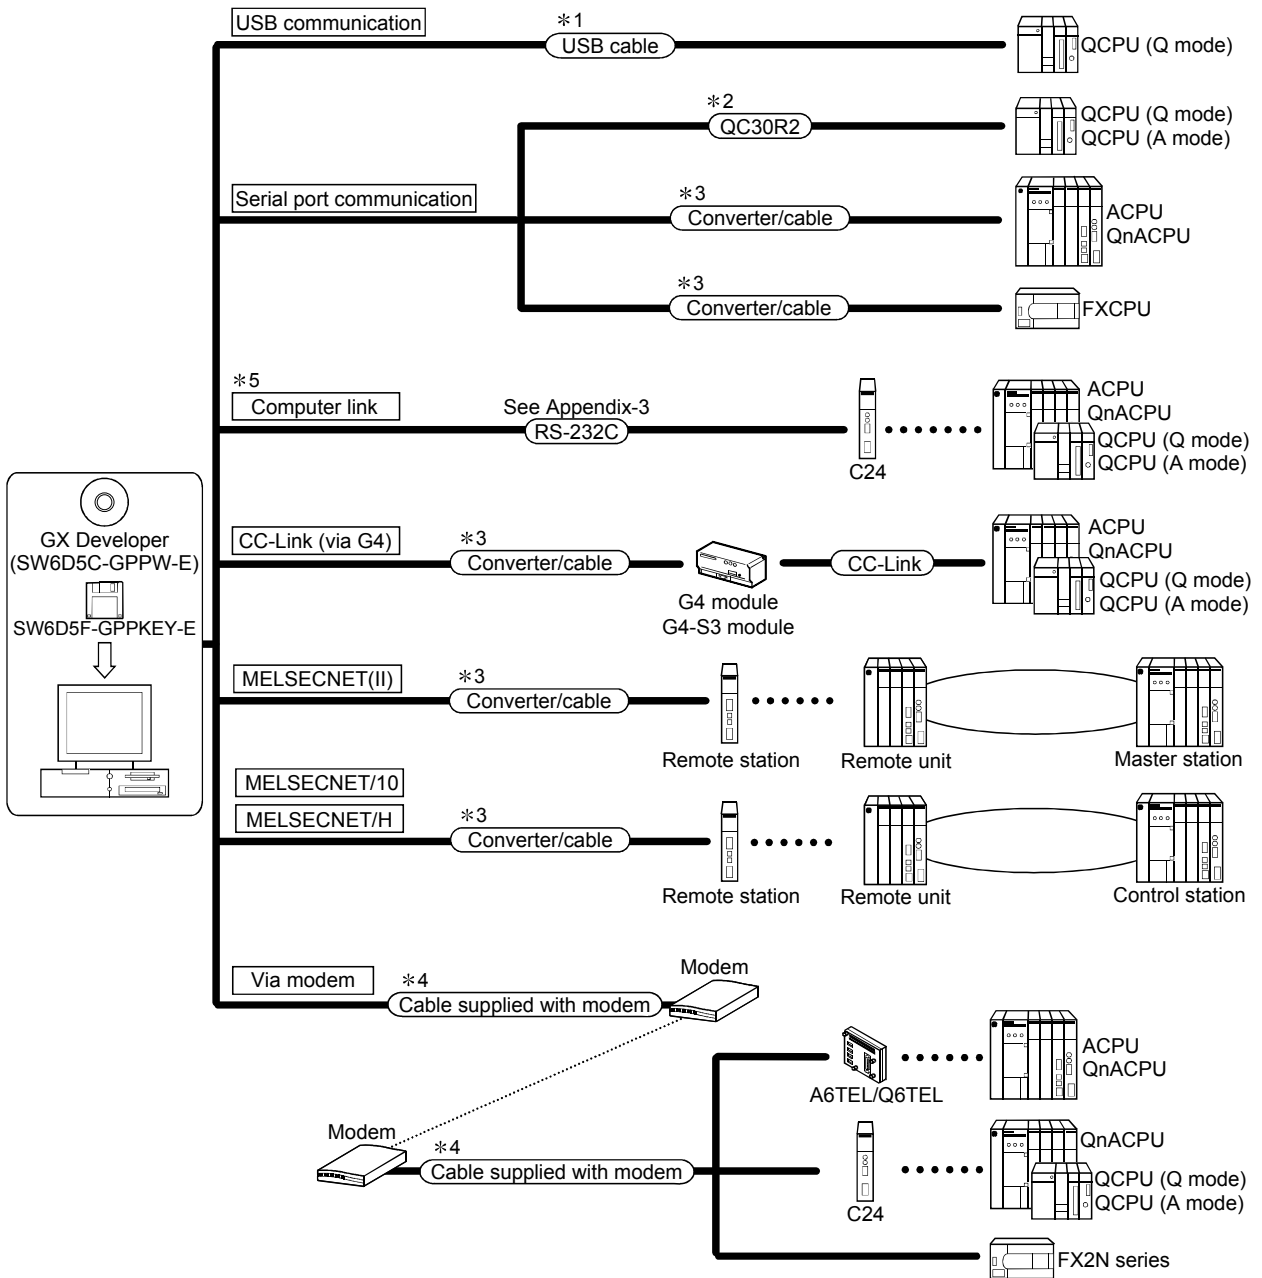 USB communication
*1
USB cable
QCPU (Q mode)
*2
QC30R2
QCPU (Q mode)
QCPU (A mode)
Serial port communication
*3
Converter/cable
ACPU
QnACPU
*3
Converter/cable
FXCPU
*5
Computer link
See Appendix-3
RS-232C
C24
ACPU
QnACPU
QCPU (Q mode)
QCPU (A mode)
GX Developer
(SW6D5C-GPPW-E)
SW6D5F-GPPKEY-E
CC-Link (via G4)
*3
Converter/cable
G4 module
G4-S3 module
CC-Link
ACPU
QnACPU
QCPU (Q mode)
QCPU (A mode)
MELSECNET(II)
*3
Converter/cable
Remote station
Remote unit
Master station
MELSECNET/10
MELSECNET/H
*3
Converter/cable
Remote station
Remote unit
Control station
Via modem
*4
Cable supplied with modem
Modem
A6TEL/Q6TEL
ACPU
QnACPU
Modem
*4
Cable supplied with modem
C24
QnACPU
QCPU (Q mode)
QCPU (A mode)
FX2N series